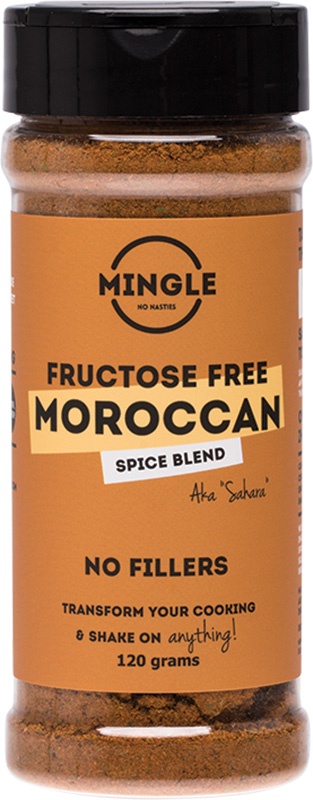 MINGLE
NO NASTIES
FRUCTOSE FREE
MOROCCAN
SPICE BLEND
Aka "Sahara"
NO FILLERS
TRANSFORM YOUR COOKING
& SHAKE ON anything!
120 grams